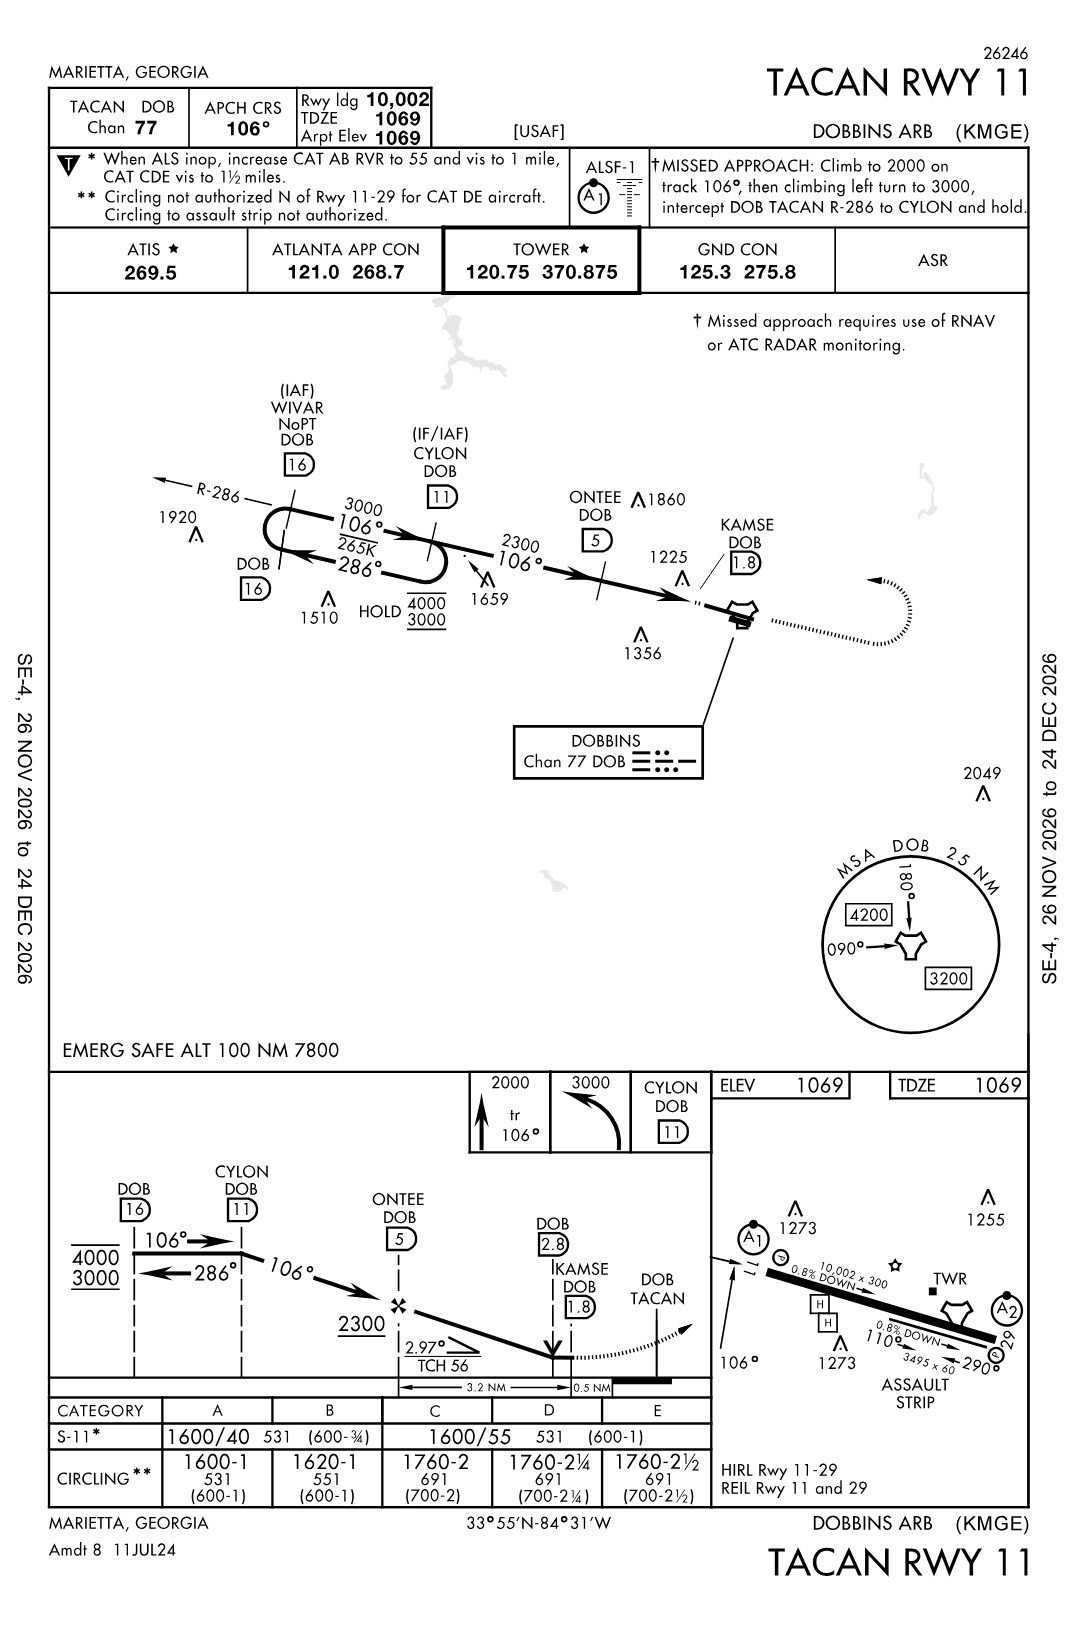 26246
MARIETTA, GEORGIA
TACAN RWY 11
TACAN DOB
Chan 77
APCH CRS
106°
Rwy ldg 10,002
TDZE 1069
Arpt Elev 1069
[USAF]
DOBBINS ARB (KMGE)
T
* When ALS inop, increase CAT AB RVR to 55 and vis to 1 mile,
CAT CDE vis to 1½ miles.
** Circling not authorized N of Rwy 11-29 for CAT DE aircraft.
Circling to assault strip not authorized.
ALSF-1
A1
†MISSED APPROACH: Climb to 2000 on
track 106°, then climbing left turn to 3000,
intercept DOB TACAN R-286 to CYLON and hold.
ATIS ★
269.5
ATLANTA APP CON
121.0 268.7
TOWER ★
120.75 370.875
GND CON
125.3 275.8
ASR
† Missed approach requires use of RNAV
or ATC RADAR monitoring.
(IAF)
WIVAR
NoPT
DOB
16
(IF/IAF)
CYLON
DOB
11
R-286
1920
3000
106°
265K
286°
DOB
16
1510
HOLD
4000
3000
1659
2300
106°
ONTEE
DOB
5
1860
1225
KAMSE
DOB
1.8
1356
DOBBINS
Chan 77 DOB
2049
MSA DOB 25 NM
180°
4200
090°
3200
EMERG SAFE ALT 100 NM 7800
SE-4, 26 NOV 2026 to 24 DEC 2026
SE-4, 26 NOV 2026 to 24 DEC 2026
2000
tr
106°
3000
CYLON
DOB
11
DOB
16
CYLON
DOB
11
4000
3000
106°
286°
106°
ONTEE
DOB
5
2300
2.97°
TCH 56
DOB
2.8
KAMSE
DOB
1.8
DOB
TACAN
3.2 NM
0.5 NM
ELEV 1069
TDZE 1069
1273
1255
A1
P
10,002 x 300
0.8% DOWN
TWR
A2
H
H
0.8% DOWN
110°
3495 x 60
290°
P
29
106°
1273
ASSAULT
STRIP
HIRL Rwy 11-29
REIL Rwy 11 and 29
CATEGORY A B C D E
S-11* 1600/40 531 (600-¾) 1600/55 531 (600-1)
CIRCLING**
1600-1
531
(600-1)
1620-1
551
(600-1)
1760-2
691
(700-2)
1760-2¼
691
(700-2¼)
1760-2½
691
(700-2½)
MARIETTA, GEORGIA
33°55'N-84°31'W
DOBBINS ARB (KMGE)
Amdt 8 11JUL24
TACAN RWY 11